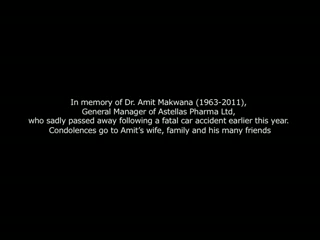 In memory of Dr. Amit Makwana (1963-2011),
General Manager of Astellas Pharma Ltd,
who sadly passed away following a fatal car accident earlier this year.
Condolences go to Amit's wife, family and his many friends